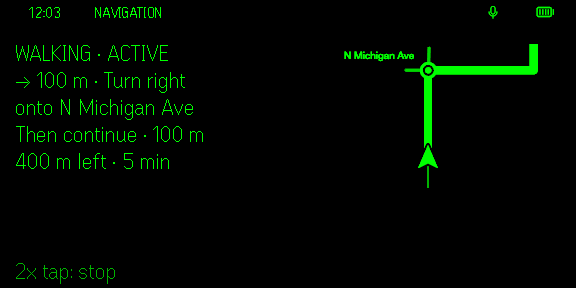 12:03 NAVIGATION
WALKING · ACTIVE
→ 100 m · Turn right
onto N Michigan Ave
Then continue · 100 m
400 m left · 5 min
N Michigan Ave
2x tap: stop